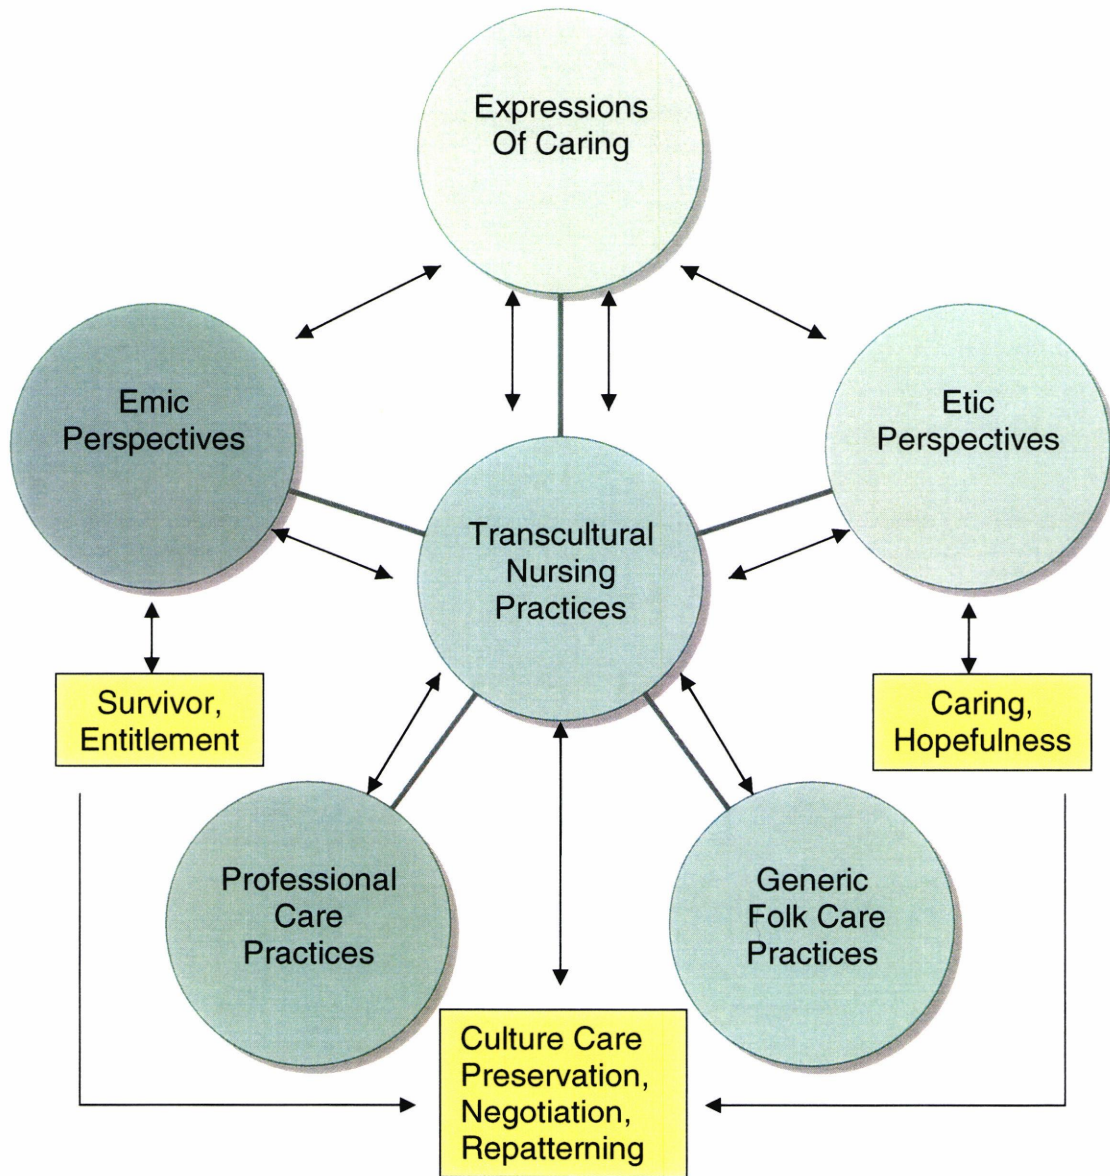 Expressions
Of Caring
Emic
Perspectives
Etic
Perspectives
Transcultural
Nursing
Practices
Survivor,
Entitlement
Caring,
Hopefulness
Professional
Care
Practices
Generic
Folk Care
Practices
Culture Care
Preservation,
Negotiation,
Repatterning